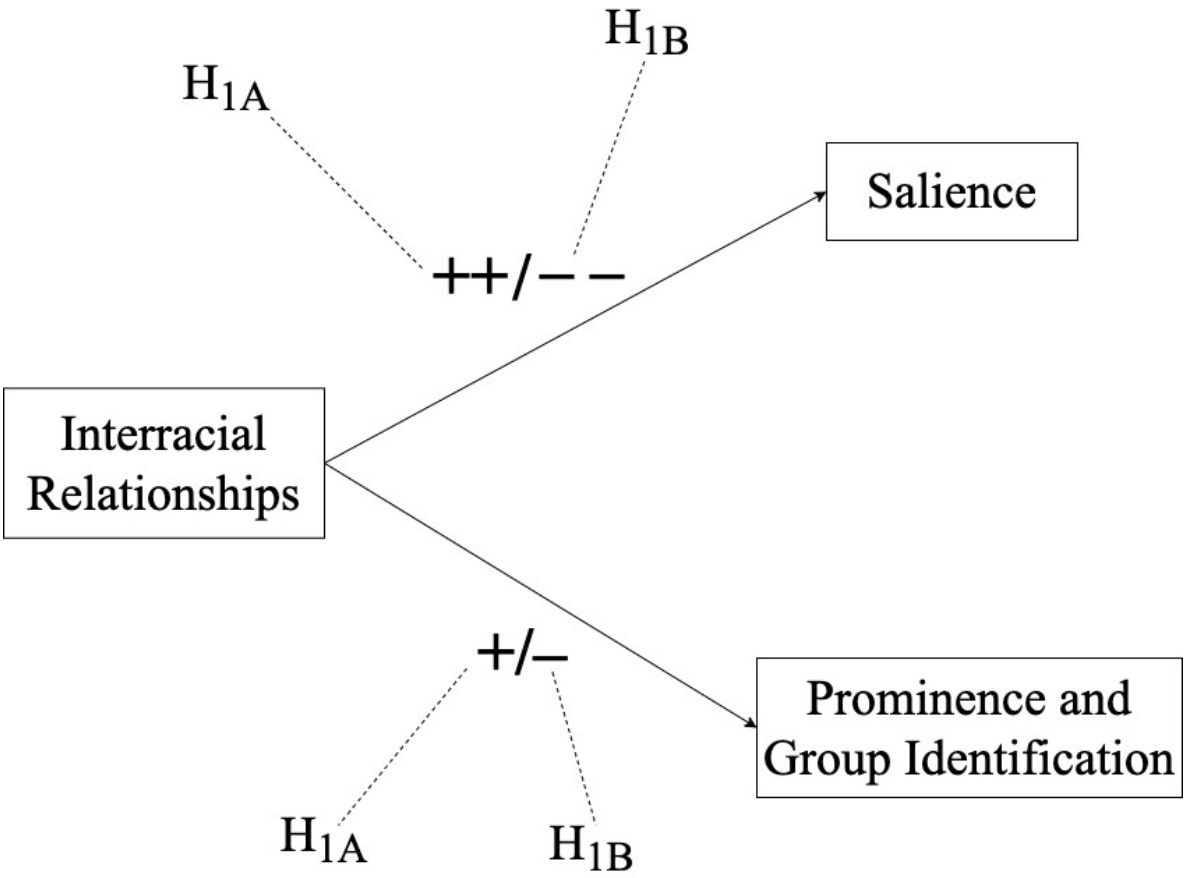 H1B
H1A
Salience
++/– –
Interracial
Relationships
+/–
Prominence and
Group Identification
H1A
H1B